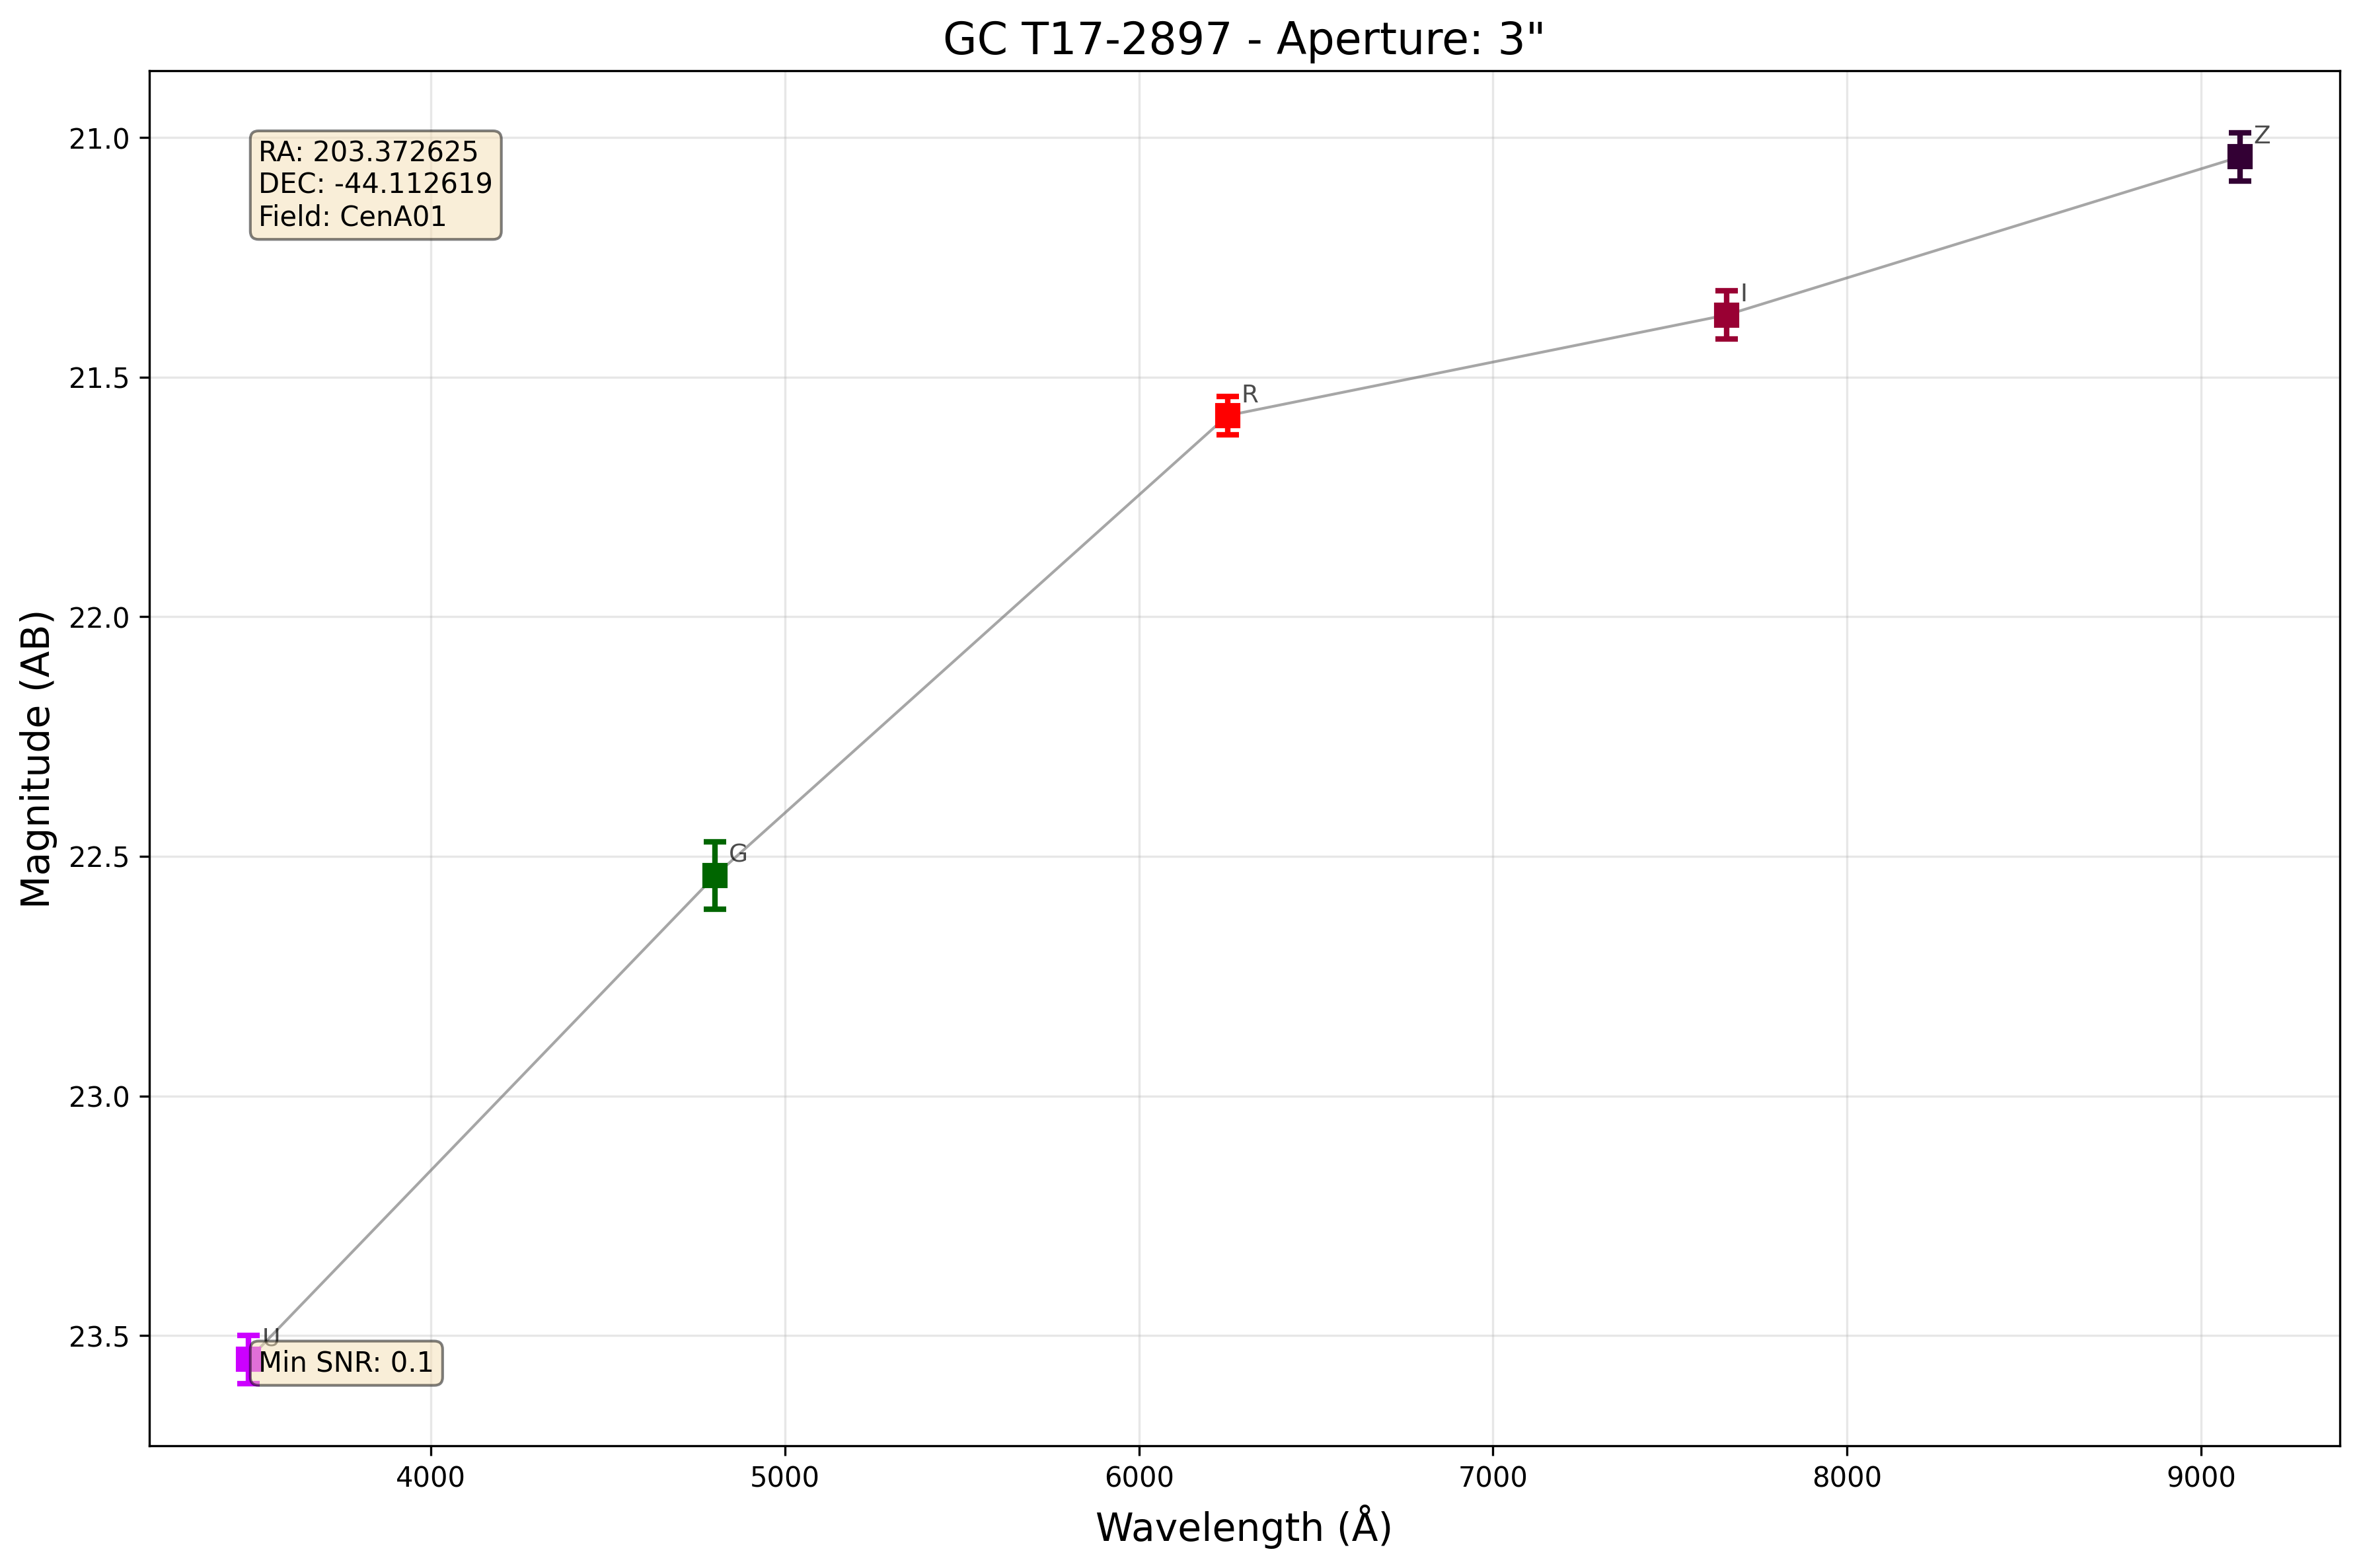 GC T17-2897 - Aperture: 3"
RA: 203.372625
DEC: -44.112619
Field: CenA01
Magnitude (AB)
21.0
21.5
22.0
22.5
23.0
23.5
Z
I
R
G
U
Min SNR: 0.1
4000
5000
6000
7000
8000
9000
Wavelength (Å)